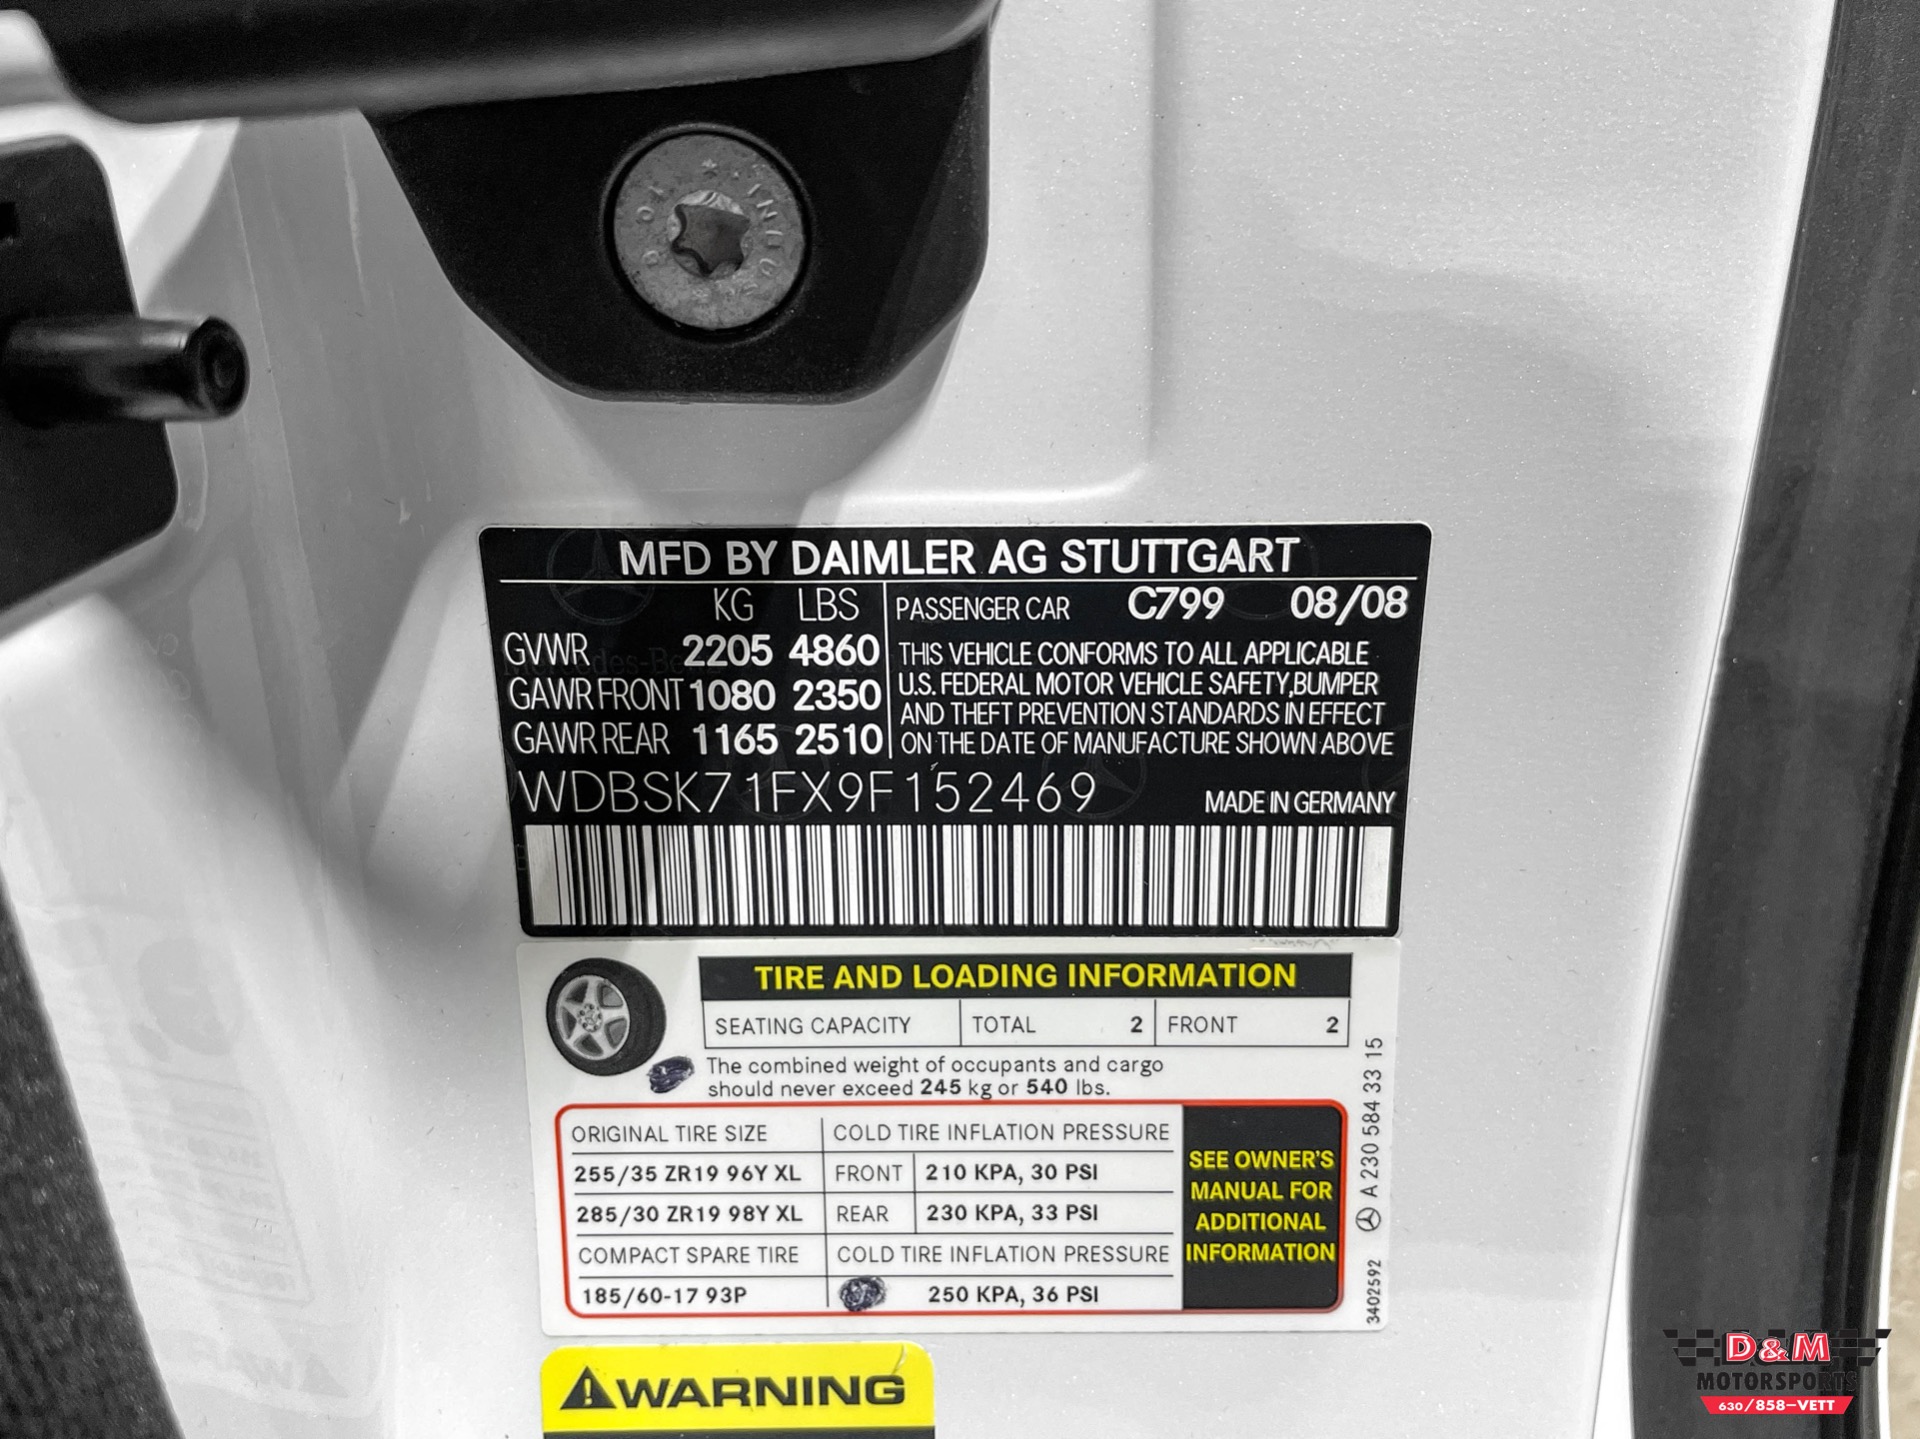 MFD BY DAIMLER AG STUTTGART
KG LBS
GVWR 2205 4860
GAWR FRONT 1080 2350
GAWR REAR 1165 2510
PASSENGER CAR C799 08/08
THIS VEHICLE CONFORMS TO ALL APPLICABLE
U.S. FEDERAL MOTOR VEHICLE SAFETY,BUMPER
AND THEFT PREVENTION STANDARDS IN EFFECT
ON THE DATE OF MANUFACTURE SHOWN ABOVE
WDBSK71FX9F152469
MADE IN GERMANY
TIRE AND LOADING INFORMATION
SEATING CAPACITY TOTAL 2 FRONT 2
The combined weight of occupants and cargo
should never exceed 245 kg or 540 lbs.
ORIGINAL TIRE SIZE COLD TIRE INFLATION PRESSURE
255/35 ZR19 96Y XL FRONT 210 KPA, 30 PSI
285/30 ZR19 98Y XL REAR 230 KPA, 33 PSI
COMPACT SPARE TIRE COLD TIRE INFLATION PRESSURE
185/60-17 93P 250 KPA, 36 PSI
SEE OWNER'S
MANUAL FOR
ADDITIONAL
INFORMATION
A 230 584 33 15
3402592
WARNING
D&M
MOTORSPORTS
630/858-VETT